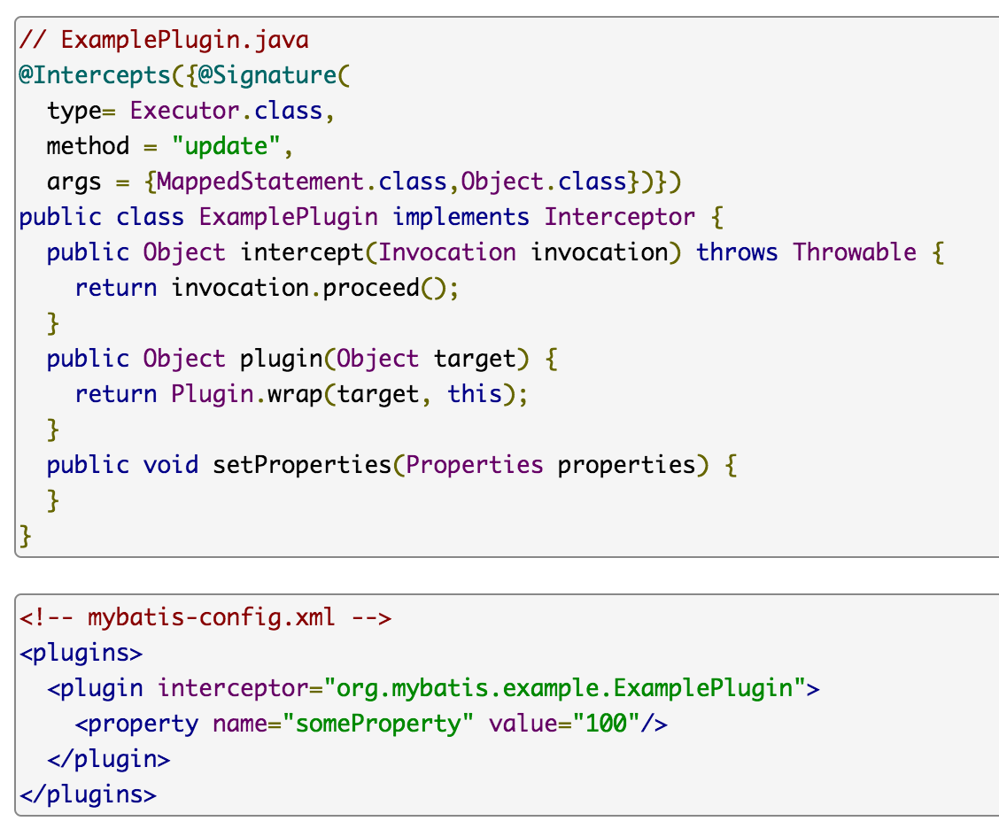 // ExamplePlugin.java
@Intercepts({@Signature(
  type= Executor.class,
  method = "update",
  args = {MappedStatement.class,Object.class})})
public class ExamplePlugin implements Interceptor {
  public Object intercept(Invocation invocation) throws Throwable {
    return invocation.proceed();
  }
  public Object plugin(Object target) {
    return Plugin.wrap(target, this);
  }
  public void setProperties(Properties properties) {
  }
}
<!-- mybatis-config.xml -->
<plugins>
  <plugin interceptor="org.mybatis.example.ExamplePlugin">
    <property name="someProperty" value="100"/>
  </plugin>
</plugins>